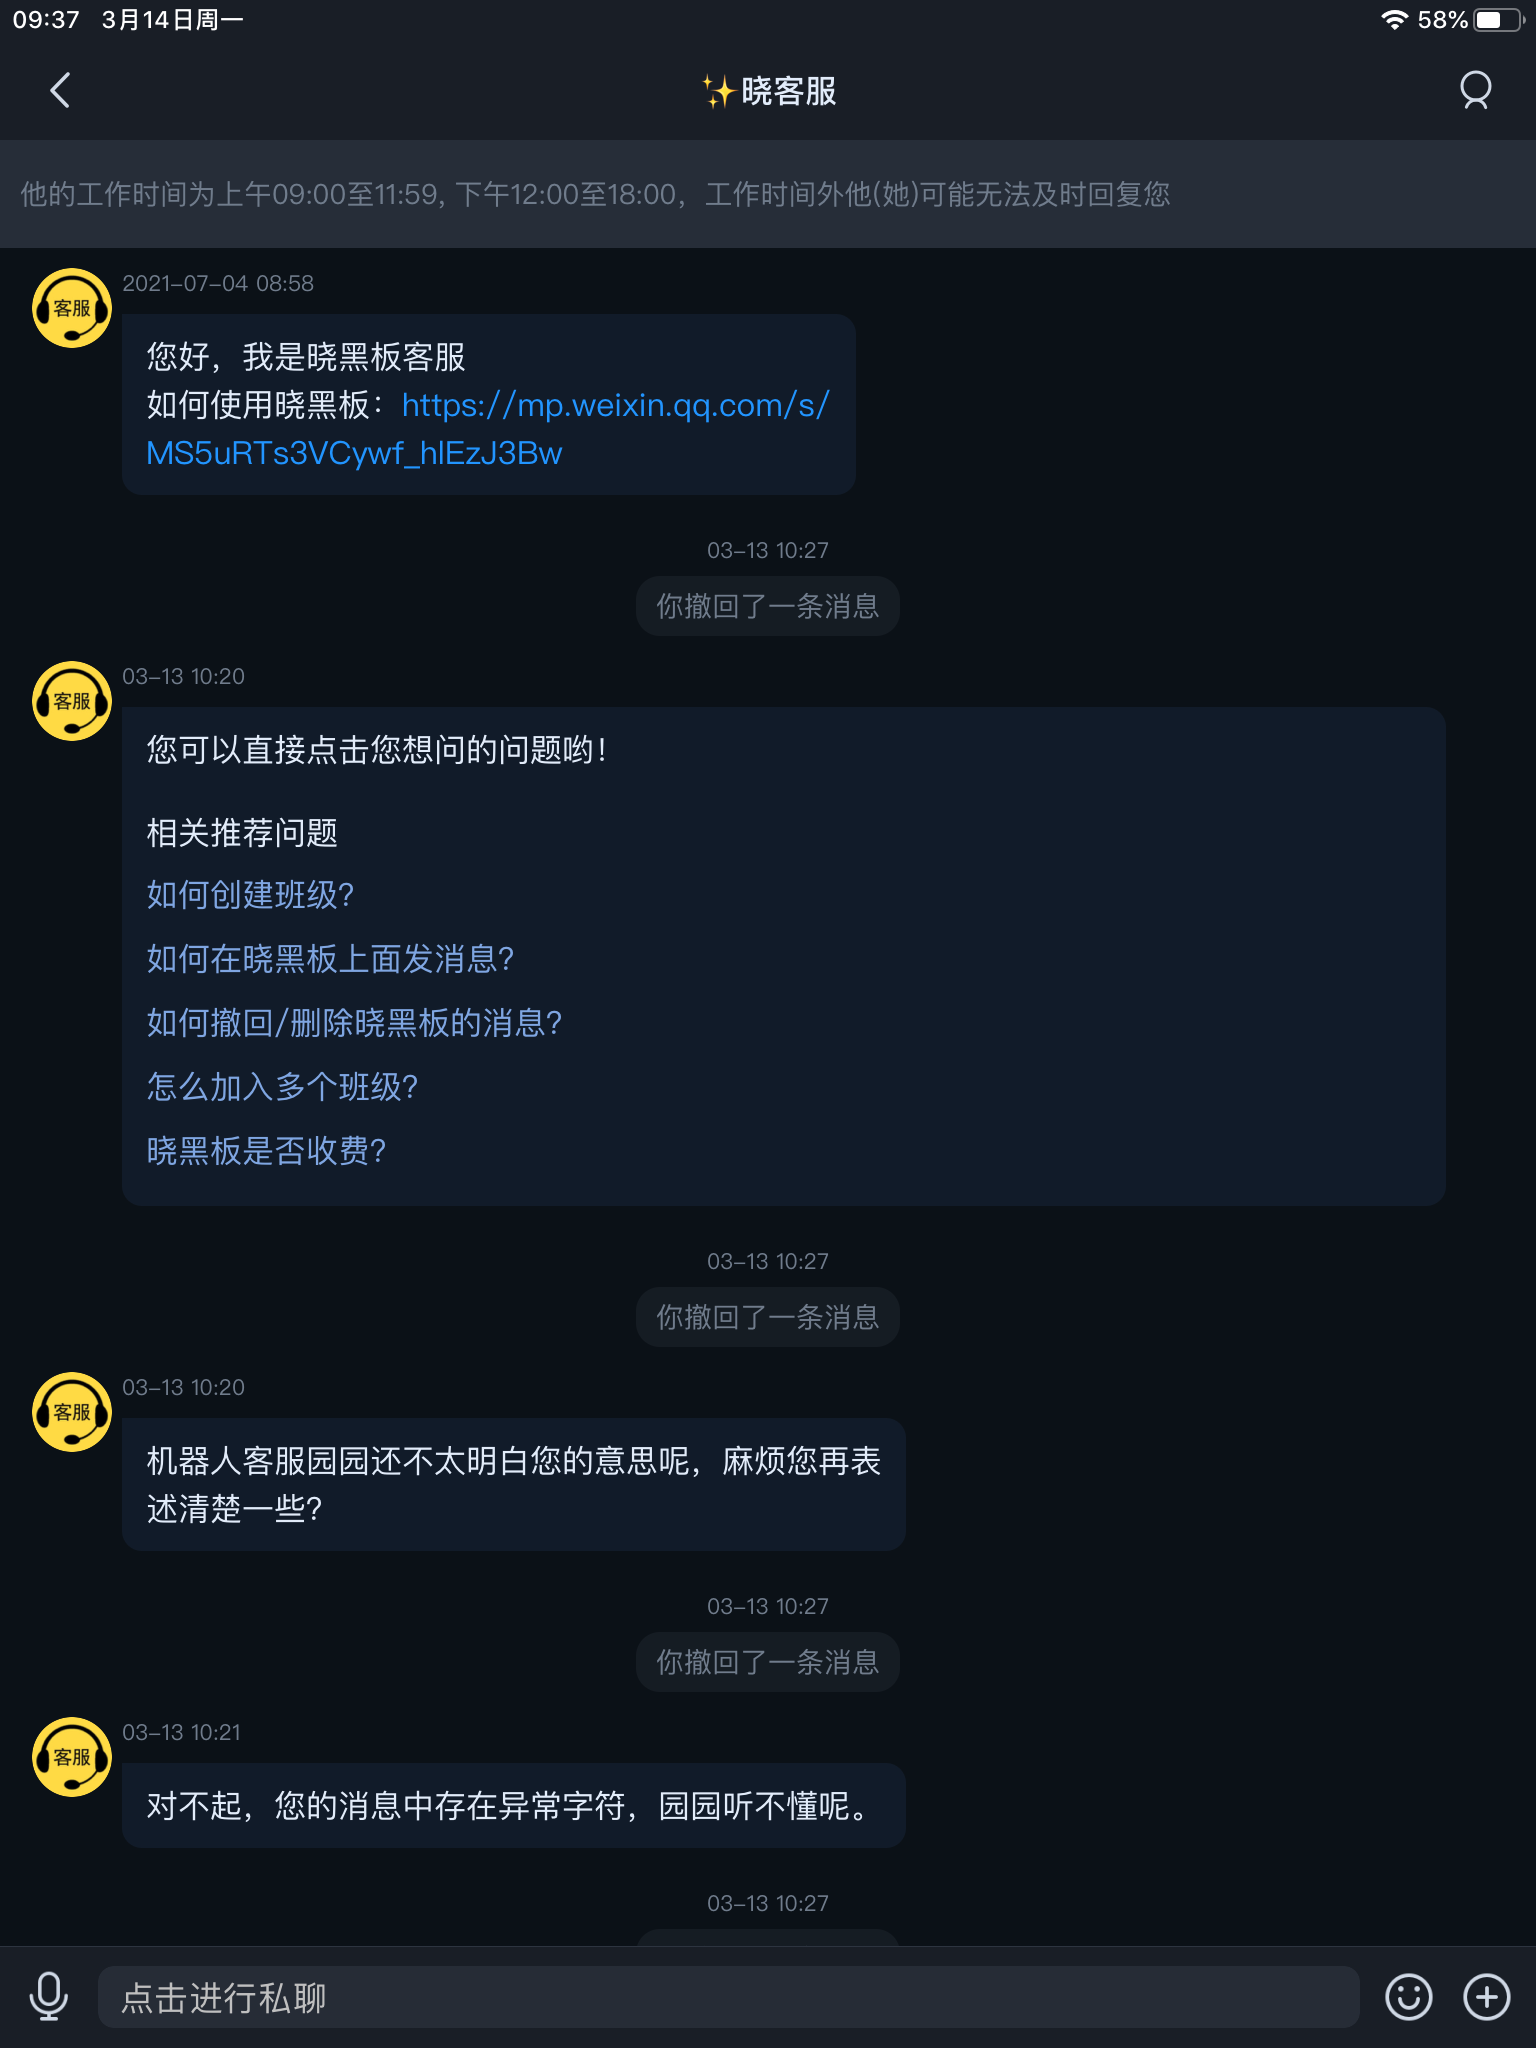 09:37 3月14日周一
58%
✨晓客服
他的工作时间为上午09:00至11:59, 下午12:00至18:00，工作时间外他(她)可能无法及时回复您
客服
2021-07-04 08:58
您好，我是晓黑板客服
如何使用晓黑板：https://mp.weixin.qq.com/s/
MS5uRTs3VCywf_hlEzJ3Bw
03-13 10:27
你撤回了一条消息
客服
03-13 10:20
您可以直接点击您想问的问题哟！
相关推荐问题
如何创建班级？
如何在晓黑板上面发消息？
如何撤回/删除晓黑板的消息？
怎么加入多个班级？
晓黑板是否收费？
03-13 10:27
你撤回了一条消息
客服
03-13 10:20
机器人客服园园还不太明白您的意思呢，麻烦您再表
述清楚一些？
03-13 10:27
你撤回了一条消息
客服
03-13 10:21
对不起，您的消息中存在异常字符，园园听不懂呢。
03-13 10:27
点击进行私聊